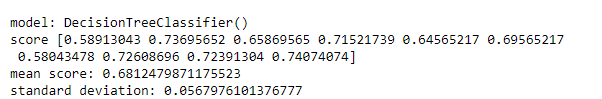 model: DecisionTreeClassifier()
score [0.58913043 0.73695652 0.65869565 0.71521739 0.64565217 0.69565217
0.58043478 0.72608696 0.72391304 0.74074074]
mean score: 0.6812479871175523
standard deviation: 0.0567976101376777